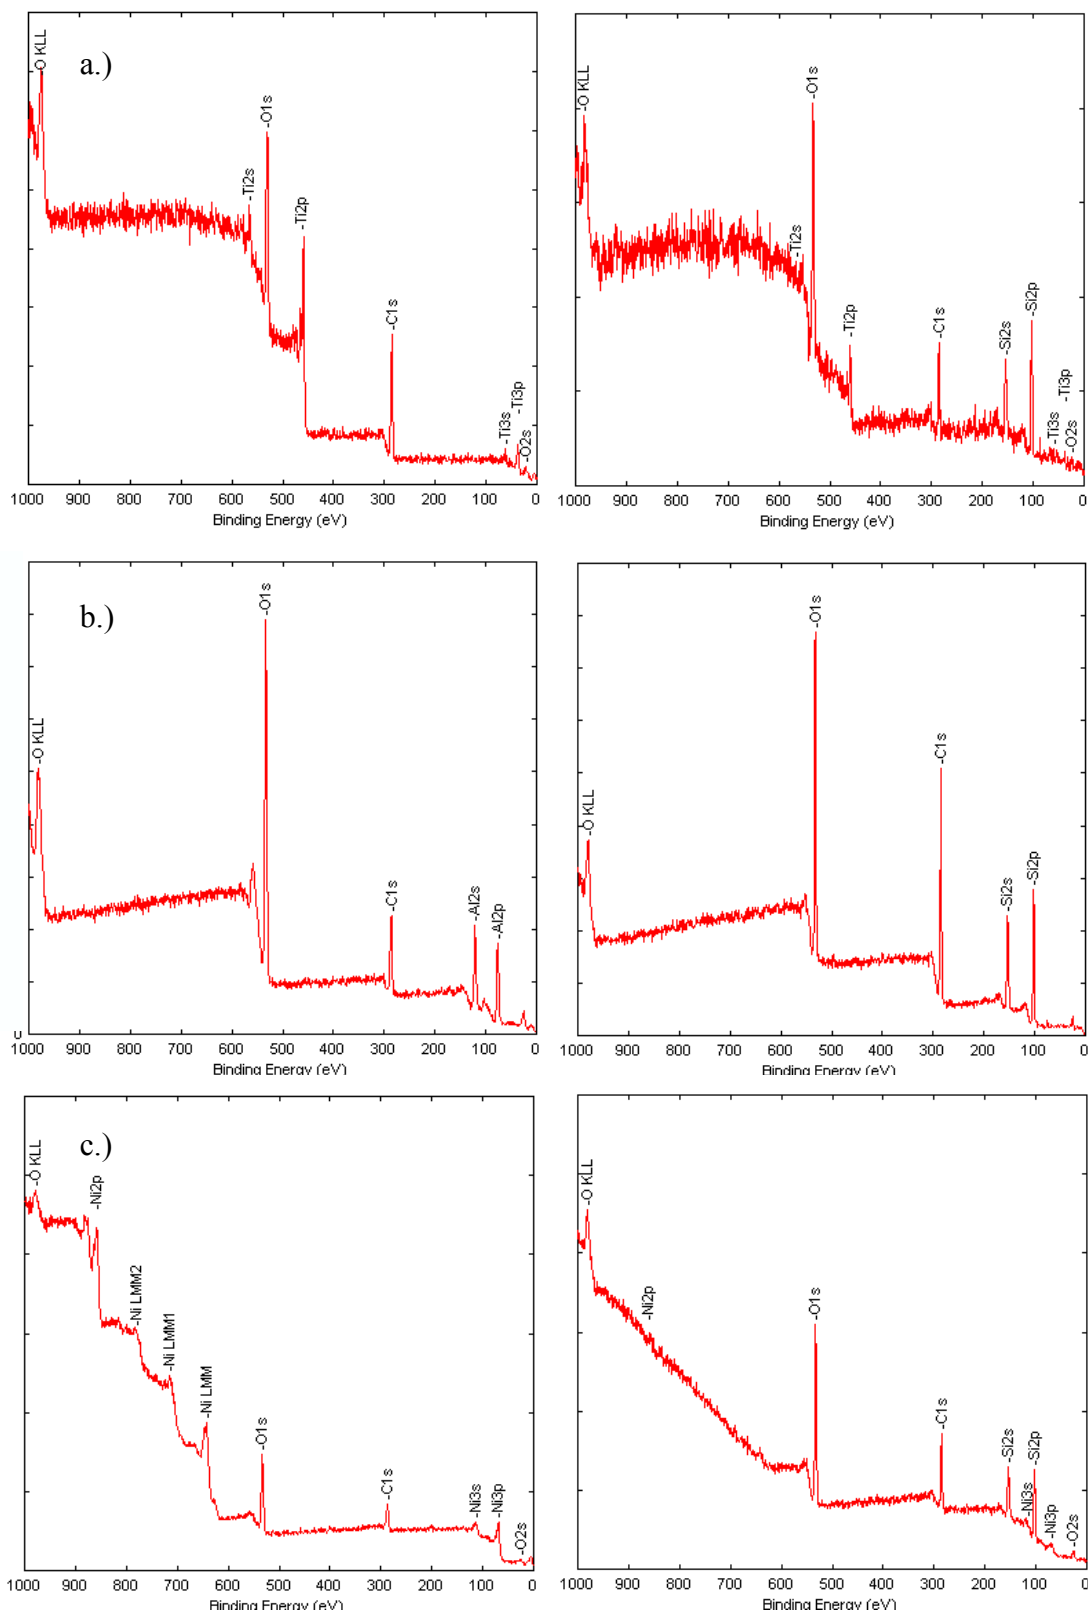 a.)
-O KLL
-Ti2s
-O1s
-Ti2p
-C1s
-Ti3s
-Ti3p
-O2s
1000 900 800 700 600 500 400 300 200 100 0
Binding Energy (eV)
-O KLL
-Ti2s
-O1s
-Ti2p
-C1s
-Si2s
-Si2p
-Ti3s
-Ti3p
-O2s
1000 900 800 700 600 500 400 300 200 100 0
Binding Energy (eV)
b.)
-O KLL
-O1s
-C1s
-Al2s
-Al2p
1000 900 800 700 600 500 400 300 200 100 0
Binding Energy (eV)
-O KLL
-O1s
-C1s
-Si2s
-Si2p
1000 900 800 700 600 500 400 300 200 100 0
Binding Energy (eV)
c.)
-O KLL
-Ni2p
-Ni LMM2
-Ni LMM1
-Ni LMM
-O1s
-C1s
-Ni3s
-Ni3p
-O2s
1000 900 800 700 600 500 400 300 200 100 0
Binding Energy (eV)
-O KLL
-Ni2p
-O1s
-C1s
-Si2s
-Ni3s
-Si2p
-Ni3p
-O2s
1000 900 800 700 600 500 400 300 200 100 0
Binding Energy (eV)